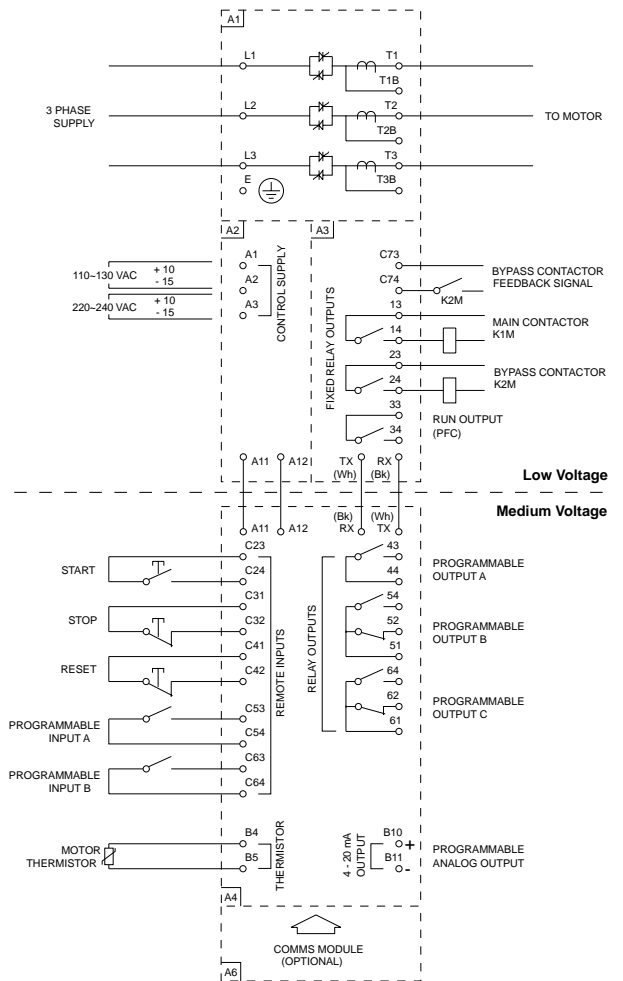 A1
L1
T1
T1B
L2
T2
3 PHASE
SUPPLY
TO MOTOR
T2B
L3
T3
E
T3B
A2
A3
A1
C73
110~130 VAC
+ 10
- 15
A2
C74
BYPASS CONTACTOR
FEEDBACK SIGNAL
K2M
220~240 VAC
+ 10
- 15
A3
CONTROL SUPPLY
FIXED RELAY OUTPUTS
13
14
MAIN CONTACTOR
K1M
23
24
BYPASS CONTACTOR
K2M
33
34
RUN OUTPUT
(PFC)
A11
A12
TX
(Wh)
RX
(Bk)
Low Voltage
Medium Voltage
A11
A12
(Bk)
RX
(Wh)
TX
C23
START
C24
C31
STOP
C32
C41
RESET
C42
C53
PROGRAMMABLE
INPUT A
C54
C63
PROGRAMMABLE
INPUT B
C64
REMOTE INPUTS
RELAY OUTPUTS
43
44
PROGRAMMABLE
OUTPUT A
54
52
51
PROGRAMMABLE
OUTPUT B
64
62
61
PROGRAMMABLE
OUTPUT C
MOTOR
THERMISTOR
B4
B5
THERMISTOR
4 - 20 mA
OUTPUT
B10
+
B11
-
PROGRAMMABLE
ANALOG OUTPUT
A4
COMMS MODULE
(OPTIONAL)
A6